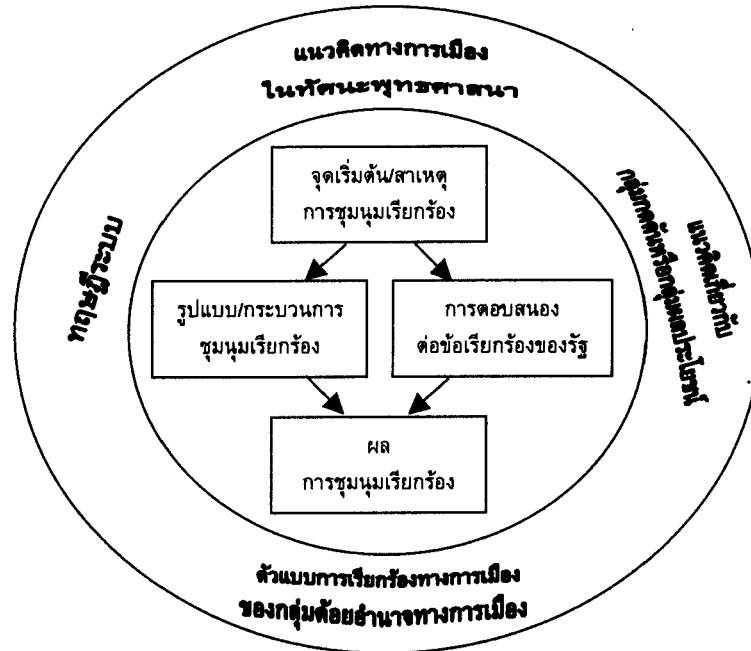 แนวคิดทางการเมือง
ในทัศนะพุทธศาสนา
จุดเริ่มต้น/สาเหตุ
การชุมนุมเรียกร้อง
ทฤษฎีระบบ
แนวคิดเกี่ยวกับ
กลุ่มกดดันหรือกลุ่มผลประโยชน์
รูปแบบ/กระบวนการ
ชุมนุมเรียกร้อง
การตอบสนอง
ต่อข้อเรียกร้องของรัฐ
ผล
การชุมนุมเรียกร้อง
ตัวแบบการเรียกร้องทางการเมือง
ของกลุ่มด้อยอำนาจทางการเมือง